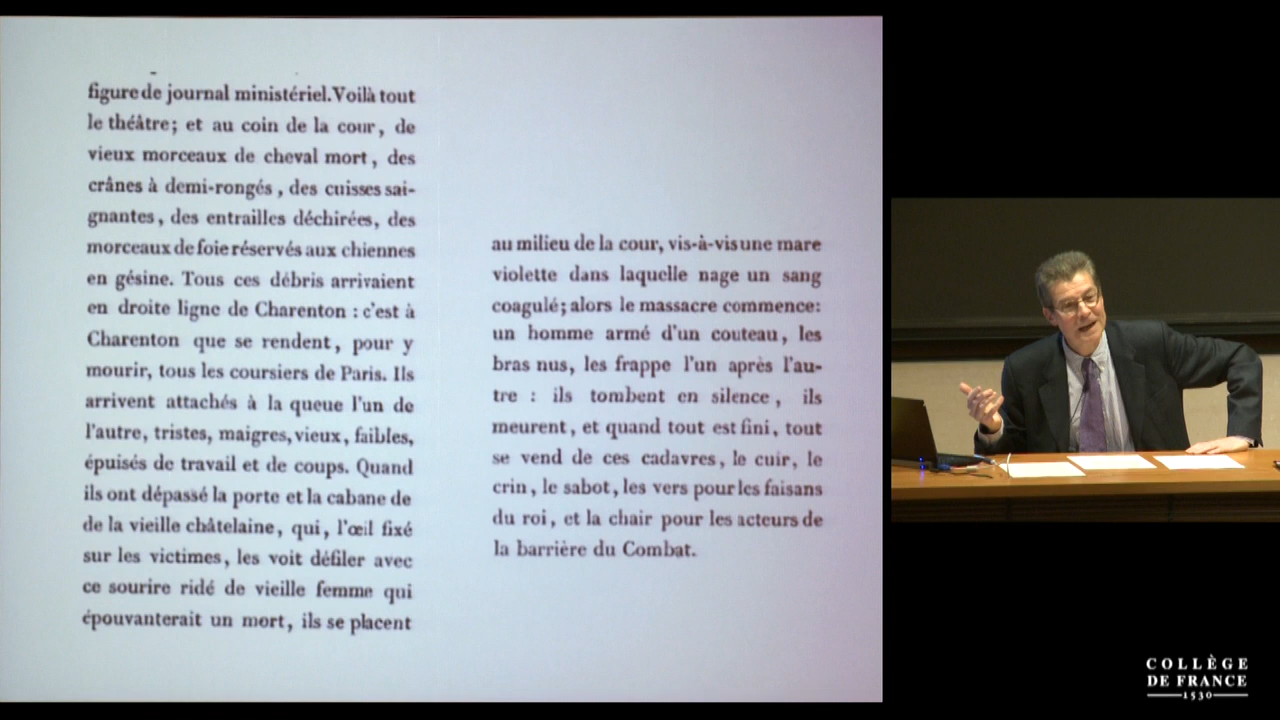 figure de journal ministériel. Voilà tout
le théâtre; et au coin de la cour, de
vieux morceaux de cheval mort, des
crânes à demi-rongés, des cuisses sai-
gnantes, des entrailles déchirées, des
morceaux de foie réservés aux chiennes
en gésine. Tous ces débris arrivaient
en droite ligne de Charenton : c'est à
Charenton que se rendent, pour y
mourir, tous les coursiers de Paris. Ils
arrivent attachés à la queue l'un de
l'autre, tristes, maigres, vieux, faibles,
épuisés de travail et de coups. Quand
ils ont dépassé la porte et la cabane de
de la vieille châtelaine, qui, l'œil fixé
sur les victimes, les voit défiler avec
ce sourire ridé de vieille femme qui
épouvanterait un mort, ils se placent
au milieu de la cour, vis-à-vis une mare
violette dans laquelle nage un sang
coagulé; alors le massacre commence:
un homme armé d'un couteau, les
bras nus, les frappe l'un après l'au-
tre : ils tombent en silence, ils
meurent, et quand tout est fini, tout
se vend de ces cadavres, le cuir, le
crin, le sabot, les vers pour les faisans
du roi, et la chair pour les acteurs de
la barrière du Combat.
COLLÈGE
DE FRANCE
1530